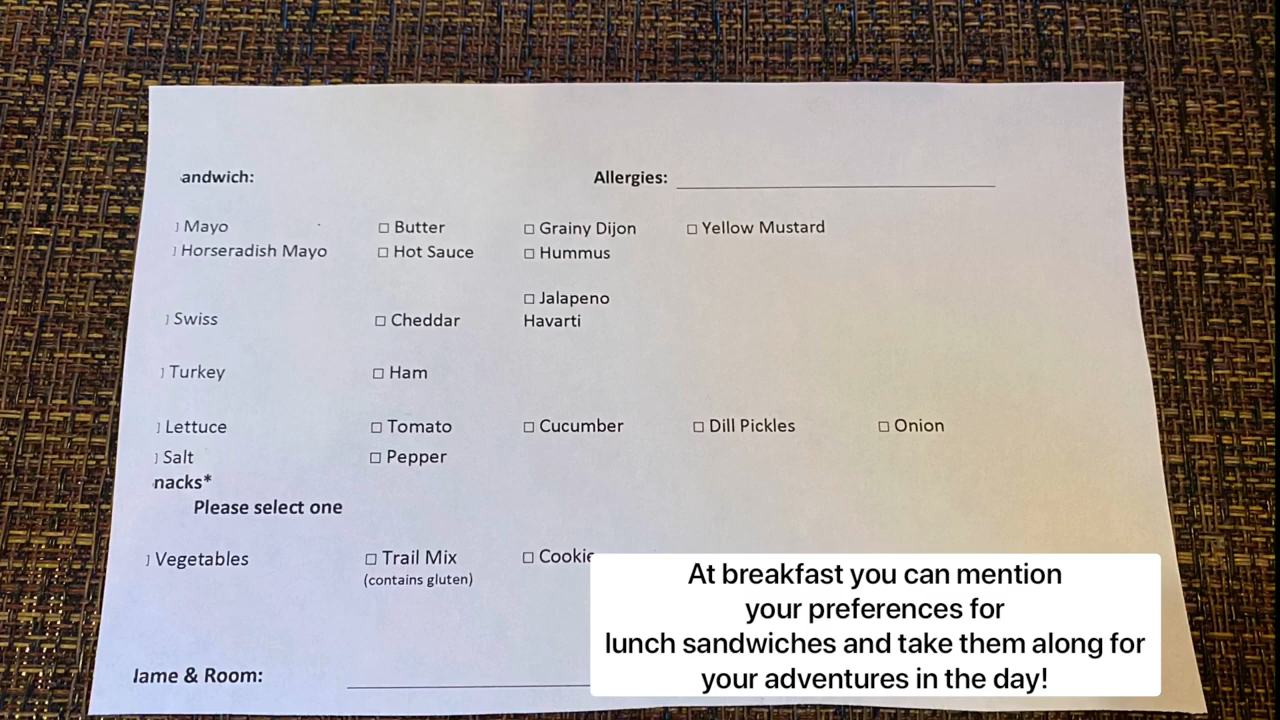 andwich: Allergies:
Mayo Butter Grainy Dijon Yellow Mustard
Horseradish Mayo Hot Sauce Hummus
Jalapeno
Swiss Cheddar Havarti
Turkey Ham
Lettuce Tomato Cucumber Dill Pickles Onion
Salt Pepper
nacks*
Please select one
Vegetables Trail Mix Cookie
(contains gluten)
At breakfast you can mention
your preferences for
lunch sandwiches and take them along for
your adventures in the day!
lame & Room: